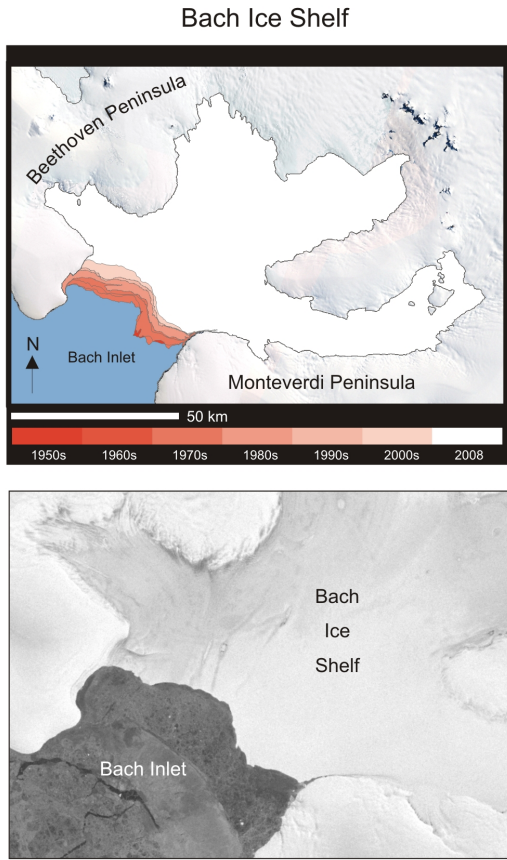 Bach Ice Shelf
Beethoven Peninsula
N
Bach Inlet
Monteverdi Peninsula
50 km
1950s 1960s 1970s 1980s 1990s 2000s 2008
Bach
Ice
Shelf
Bach Inlet